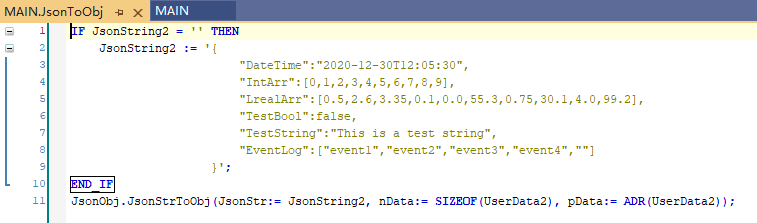 MAIN.JsonToObj MAIN
1 IF JsonString2 = '' THEN
2 JsonString2 := '{
3 "DateTime":"2020-12-30T12:05:30",
4 "IntArr":[0,1,2,3,4,5,6,7,8,9],
5 "LrealArr":[0.5,2.6,3.35,0.1,0.0,55.3,0.75,30.1,4.0,99.2],
6 "TestBool":false,
7 "TestString":"This is a test string",
8 "EventLog":["event1","event2","event3","event4",""]
9 }';
10 END_IF
11 JsonObj.JsonStrToObj(JsonStr:= JsonString2, nData:= SIZEOF(UserData2), pData:= ADR(UserData2));